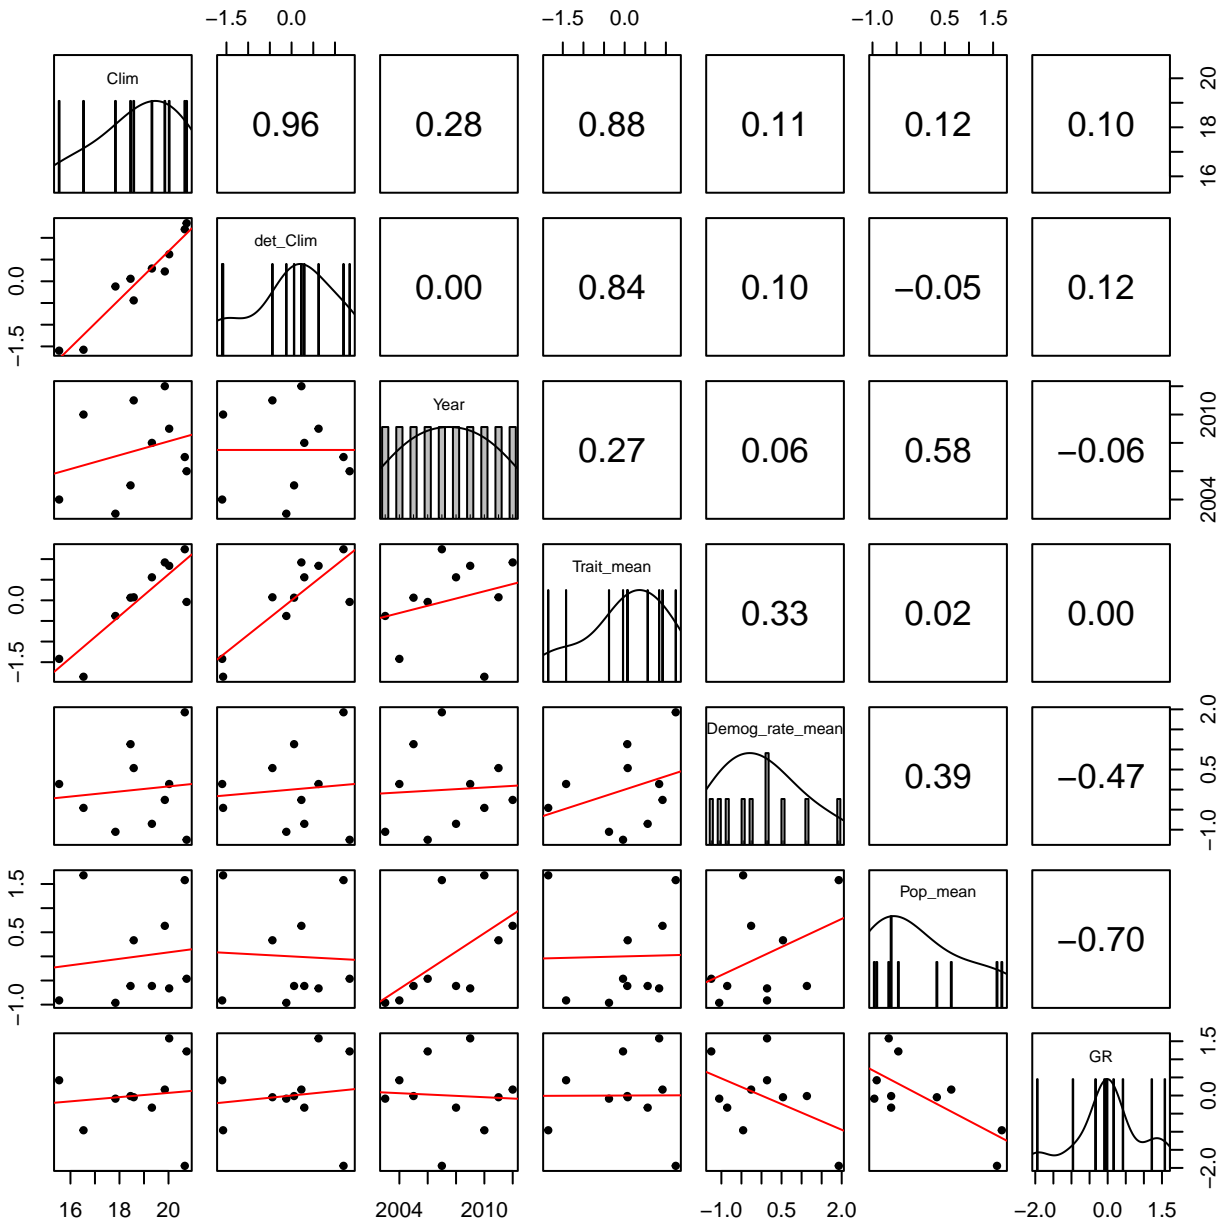 −1.5 0.0 −1.5 0.0 −1.0 0.5 1.5
Clim 0.96 0.28 0.88 0.11 0.12 0.10 16 18 20
−1.5 0.0 det_Clim 0.00 0.84 0.10 −0.05 0.12
Year 0.27 0.06 0.58 −0.06 2004 2010
−1.5 0.0 Trait_mean 0.33 0.02 0.00
Demog_rate_mean 0.39 −0.47 −1.0 0.5 2.0
−1.0 0.5 1.5 Pop_mean −0.70
GR −2.0 0.0 1.5
16 18 20 2004 2010 −1.0 0.5 2.0 −2.0 0.0 1.5